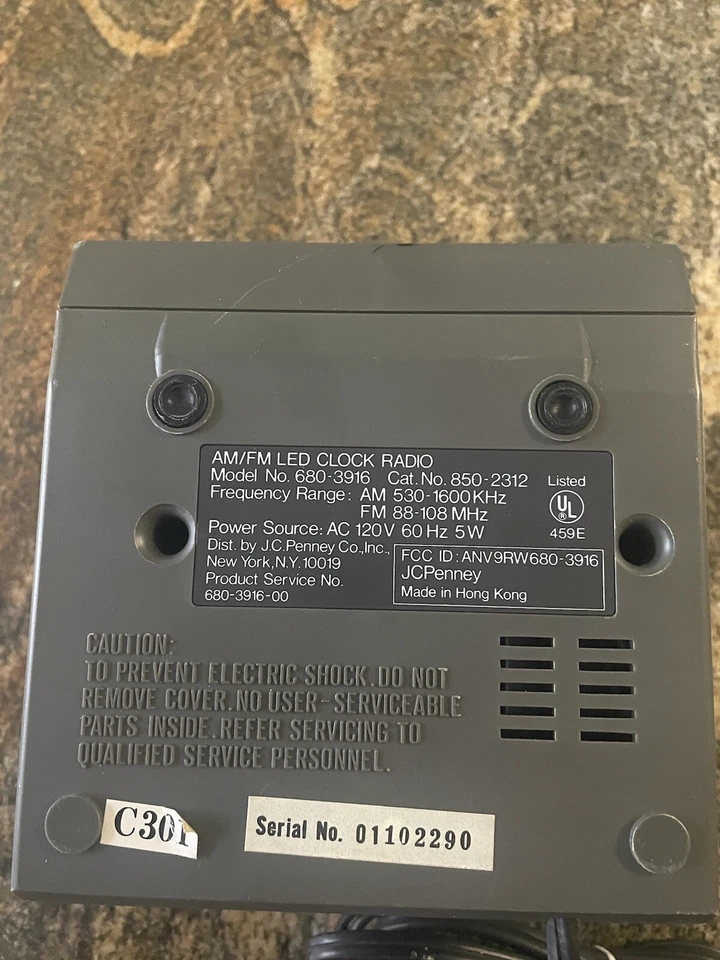 AM/FM LED CLOCK RADIO
Model No. 680-3916 Cat. No. 850-2312
Frequency Range: AM 530-1600KHz
FM 88-108 MHz
Power Source: AC 120V 60Hz 5W
Dist. by J.C.Penney Co.,Inc.,
New York,N.Y. 10019
Product Service No.
680-3916-00
Listed
UL
®
459E
FCC ID: ANV9RW680-3916
JCPenney
Made in Hong Kong
CAUTION:
TO PREVENT ELECTRIC SHOCK.DO NOT
REMOVE COVER.NO USER-SERVICEABLE
PARTS INSIDE.REFER SERVICING TO
QUALIFIED SERVICE PERSONNEL.
C301
Serial No. 01102290